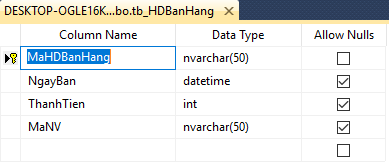 DESKTOP-OGLE16K...bo.tb_HDBanHang
Column Name Data Type Allow Nulls
MaHDBanHang nvarchar(50)
NgayBan datetime
ThanhTien int
MaNV nvarchar(50)